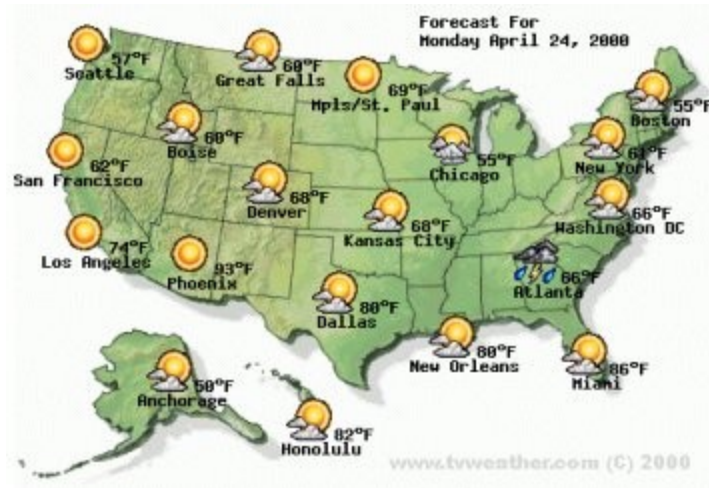 Forecast For
Monday April 24, 2000
57°F
Seattle
60°F
Great Falls
69°F
Mpls/St. Paul
55°F
Boston
60°F
Boise
55°F
Chicago
61°F
New York
62°F
San Francisco
68°F
Denver
68°F
Kansas City
66°F
Washington DC
74°F
Los Angeles
93°F
Phoenix
66°F
Atlanta
80°F
Dallas
80°F
New Orleans
86°F
Miami
50°F
Anchorage
82°F
Honolulu
www.tvweather.com (C) 2000